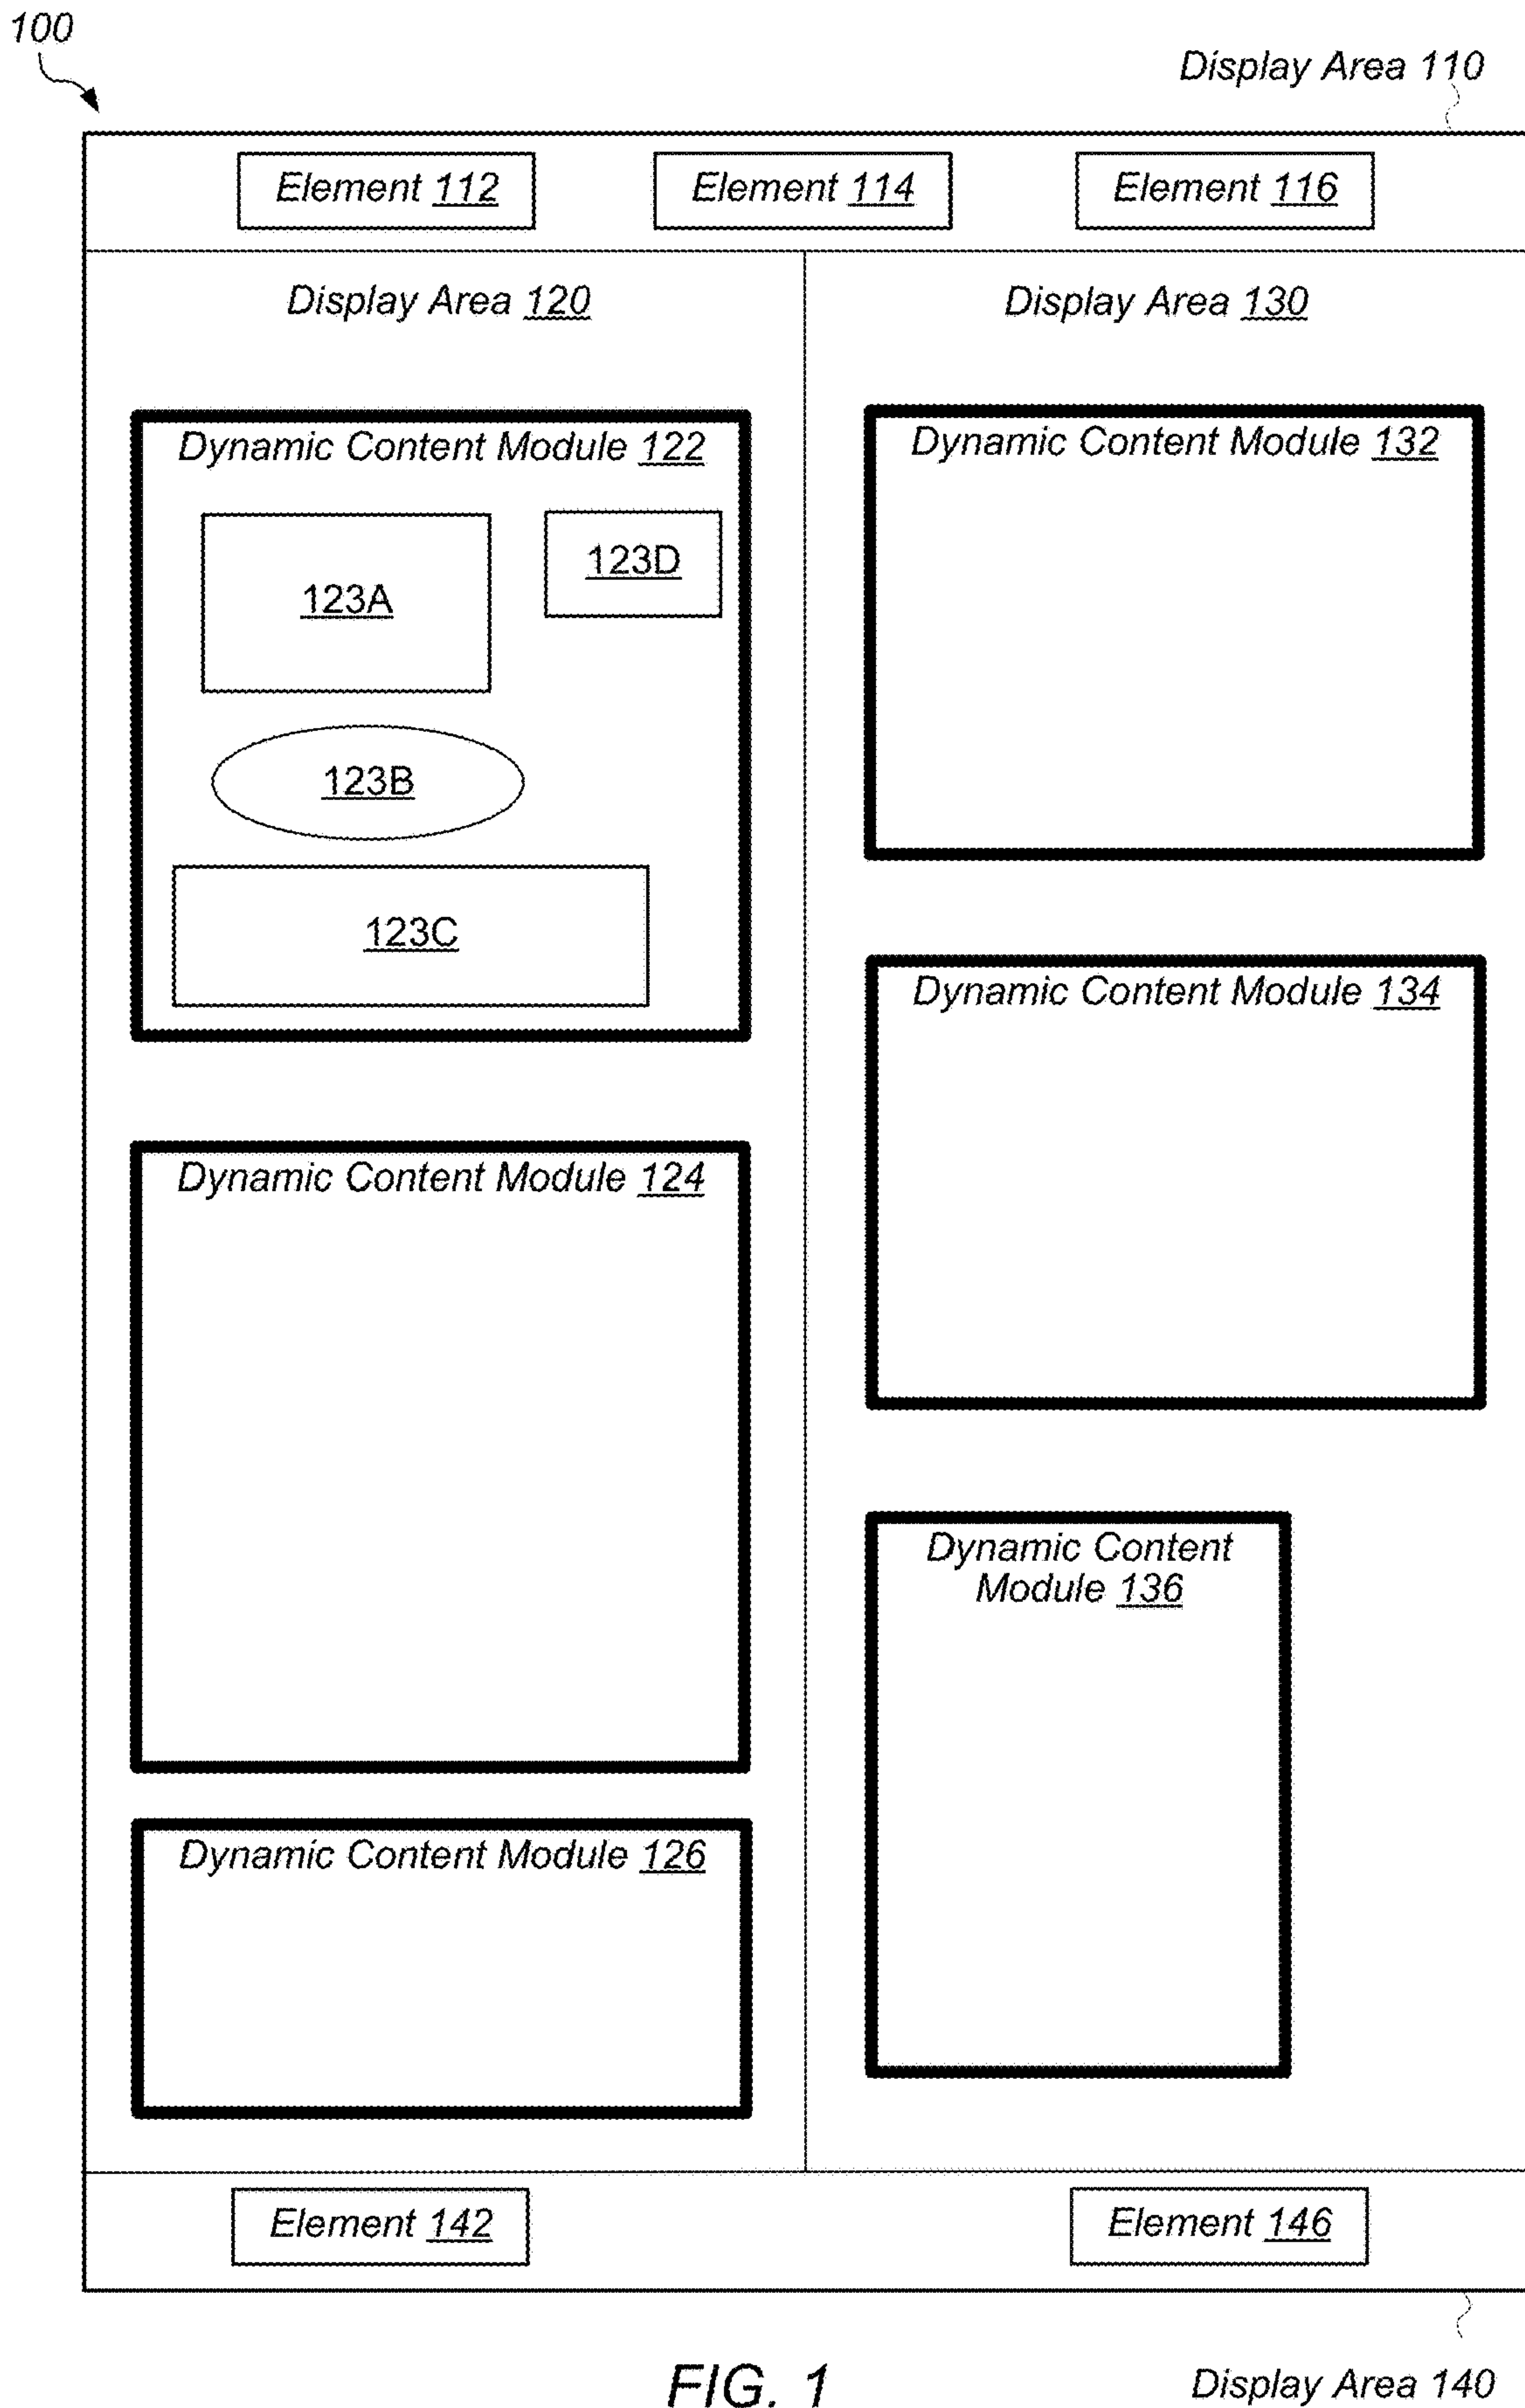 100
Display Area 110
Element 112
Element 114
Element 116
Display Area 120
Display Area 130
Dynamic Content Module 122
123A
123D
123B
123C
Dynamic Content Module 124
Dynamic Content Module 126
Dynamic Content Module 132
Dynamic Content Module 134
Dynamic Content
Module 136
Element 142
Element 146
FIG. 1
Display Area 140